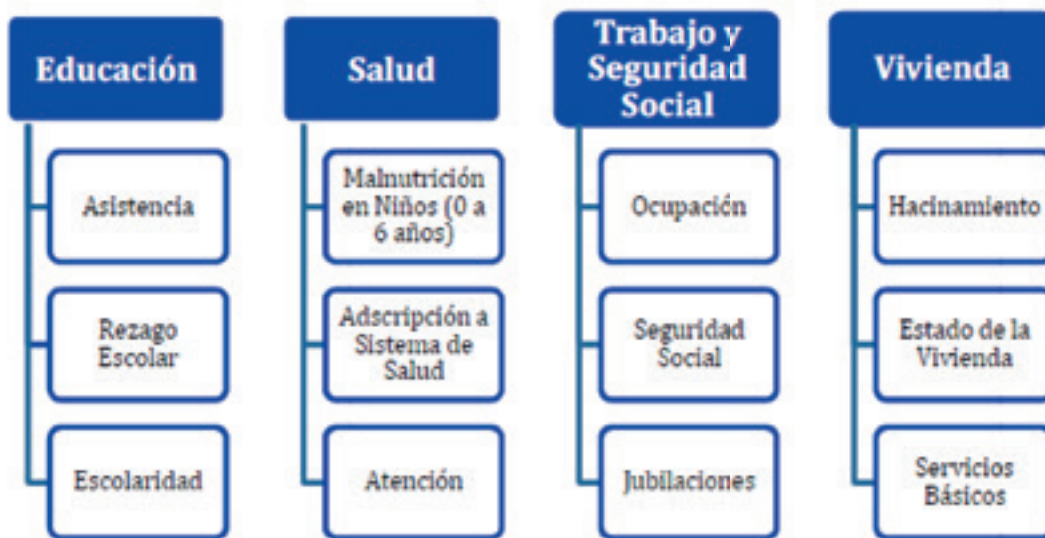 Educación
Asistencia
Rezago
Escolar
Escolaridad
Salud
Malnutrición
en Niños (0 a
6 años)
Adscripción a
Sistema de
Salud
Atención
Trabajo y
Seguridad
Social
Ocupación
Seguridad
Social
Jubilaciones
Vivienda
Hacinamiento
Estado de la
Vivienda
Servicios
Básicos